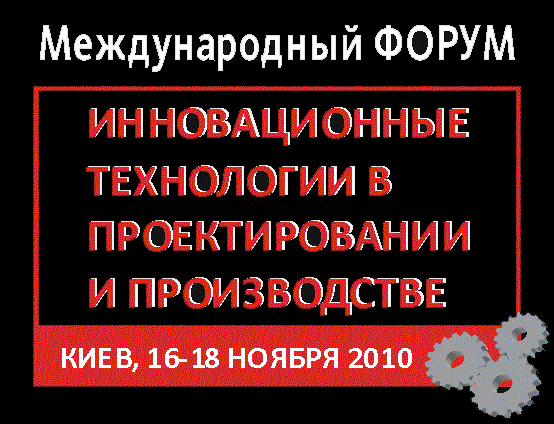 Международный ФОРУМ
ИННОВАЦИОННЫЕ
ТЕХНОЛОГИИ В
ПРОЕКТИРОВАНИИ
И ПРОИЗВОДСТВЕ
КИЕВ, 16-18 НОЯБРЯ 2010